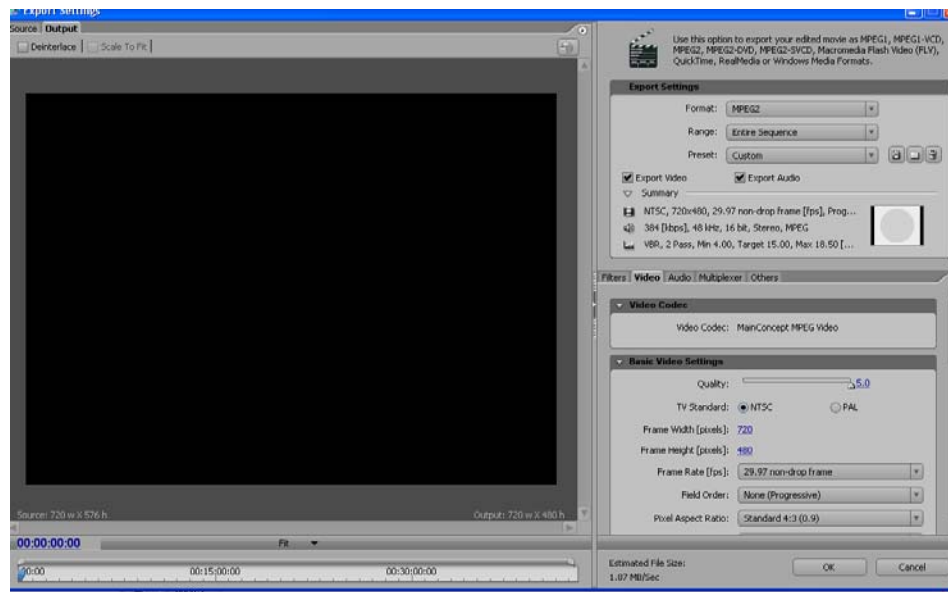 Export Settings
Source Output
Deinterlace Scale To Fit
Source: 720 w X 576 h
Output: 720 w X 480 h
00:00:00:00
Fit
00:00 00:15:00:00 00:30:00:00
Use this option to export your edited movie as MPEG1, MPEG1-VCD,
MPEG2, MPEG2-DVD, MPEG2-SVCD, Macromedia Flash Video (FLV),
QuickTime, RealMedia or Windows Media Formats.
Export Settings
Format: MPEG2
Range: Entire Sequence
Preset: Custom
Export Video Export Audio
Summary
NTSC, 720x480, 29.97 non-drop frame [fps], Prog...
384 [kbps], 48 kHz, 16 bit, Stereo, MPEG
VBR, 2 Pass, Min 4.00, Target 15.00, Max 18.50 [...
Filters Video Audio Multiplexer Others
Video Codec
Video Codec: MainConcept MPEG Video
Basic Video Settings
Quality: 5.0
TV Standard: NTSC PAL
Frame Width [pixels]: 720
Frame Height [pixels]: 480
Frame Rate [fps]: 29.97 non-drop frame
Field Order: None (Progressive)
Pixel Aspect Ratio: Standard 4:3 (0.9)
Estimated File Size:
1.87 MB/Sec
OK Cancel